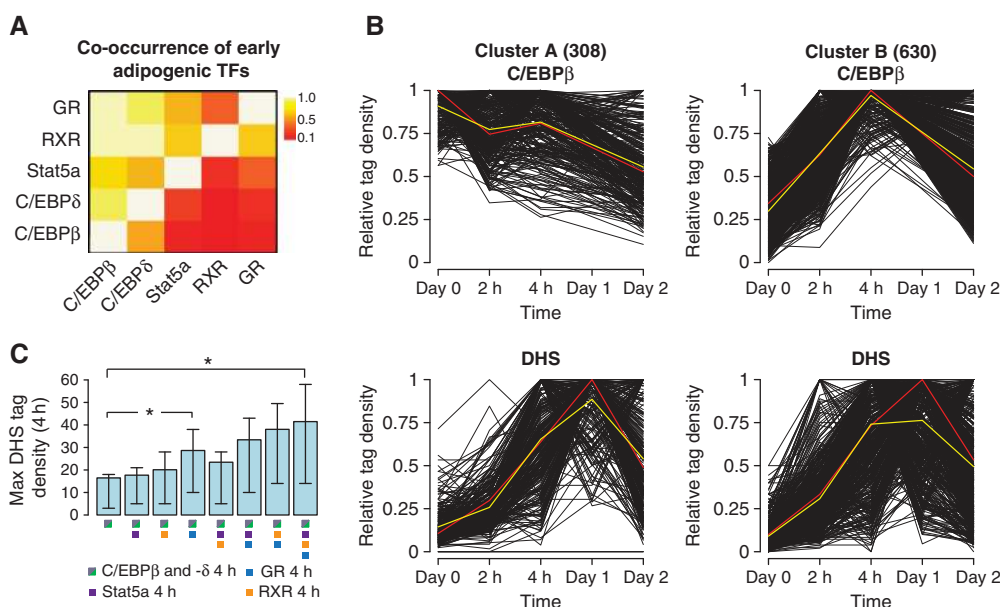 A
Co-occurrence of early
adipogenic TFs
GR
RXR
Stat5a
C/EBPδ
C/EBPβ
C/EBPβ
C/EBPδ
Stat5a
RXR
GR
1.0
0.5
0.1
B
Cluster A (308)
C/EBPβ
Relative tag density
1
0.75
0.5
0.25
0
Day 0 2 h 4 h Day 1 Day 2
Time
Cluster B (630)
C/EBPβ
Relative tag density
1
0.75
0.5
0.25
0
Day 0 2 h 4 h Day 1 Day 2
Time
DHS
Relative tag density
1
0.75
0.5
0.25
0
Day 0 2 h 4 h Day 1 Day 2
Time
DHS
Relative tag density
1
0.75
0.5
0.25
0
Day 0 2 h 4 h Day 1 Day 2
Time
C
Max DHS tag
density (4 h)
60
50
40
30
20
10
0
*
*
C/EBPβ and -δ 4 h
GR 4 h
Stat5a 4 h
RXR 4 h